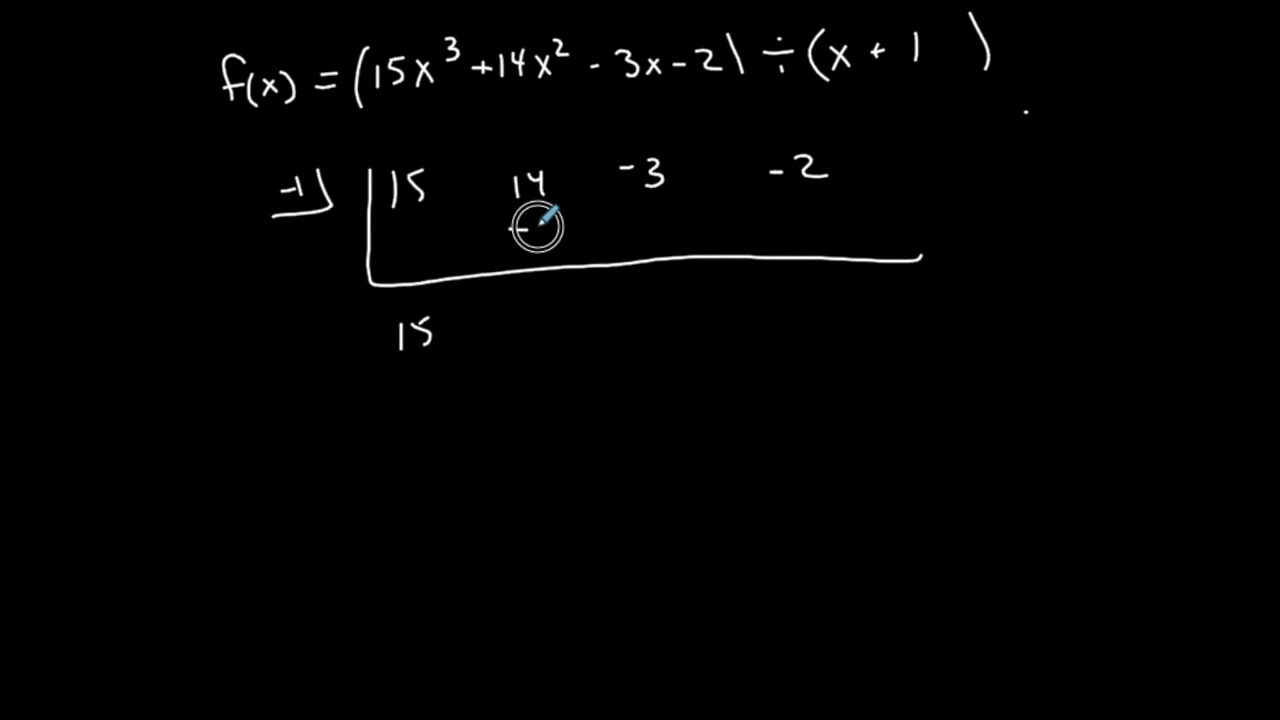 f(x) = (15x³ + 14x² - 3x - 2) ÷ (x + 1 )
-1 15 14 -3 -2
-
15